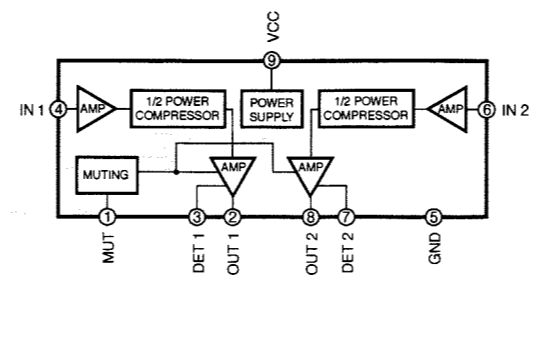 VCC
9
IN 1 4 AMP 1/2 POWER COMPRESSOR
POWER SUPPLY
1/2 POWER COMPRESSOR
AMP 6 IN 2
MUTING
AMP
AMP
1 3 2 8 7 5
MUT
DET 1
OUT 1
OUT 2
DET 2
GND